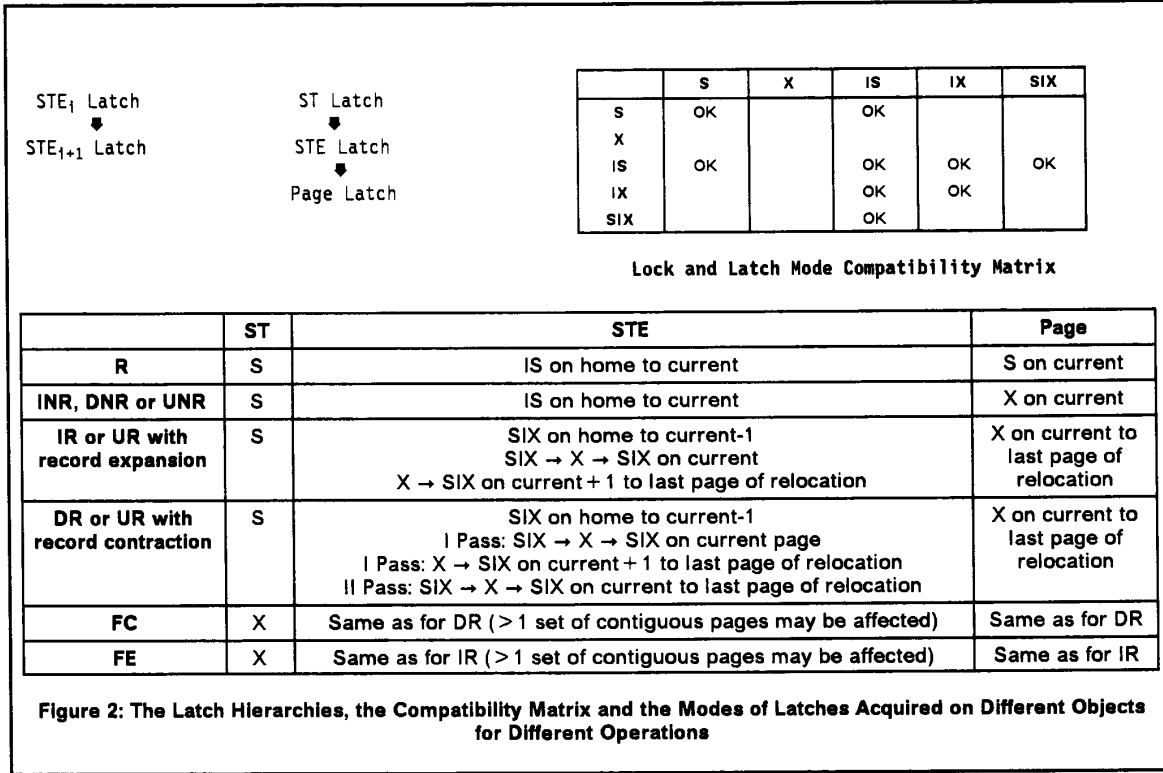 STE₁ Latch
STE₁₊₁ Latch
ST Latch
STE Latch
Page Latch
S X IS IX SIX
S OK OK
X
IS OK OK OK OK
IX OK OK
SIX OK
Lock and Latch Mode Compatibility Matrix
ST STE Page
R S IS on home to current S on current
INR, DNR or UNR S IS on home to current X on current
IR or UR with record expansion S
SIX on home to current-1
SIX → X → SIX on current
X → SIX on current + 1 to last page of relocation
X on current to
last page of
relocation
DR or UR with record contraction S
SIX on home to current-1
I Pass: SIX → X → SIX on current page
I Pass: X → SIX on current + 1 to last page of relocation
II Pass: SIX → X → SIX on current to last page of relocation
X on current to
last page of
relocation
FC X Same as for DR (>1 set of contiguous pages may be affected) Same as for DR
FE X Same as for IR (>1 set of contiguous pages may be affected) Same as for IR
Figure 2: The Latch Hierarchies, the Compatibility Matrix and the Modes of Latches Acquired on Different Objects
for Different Operations